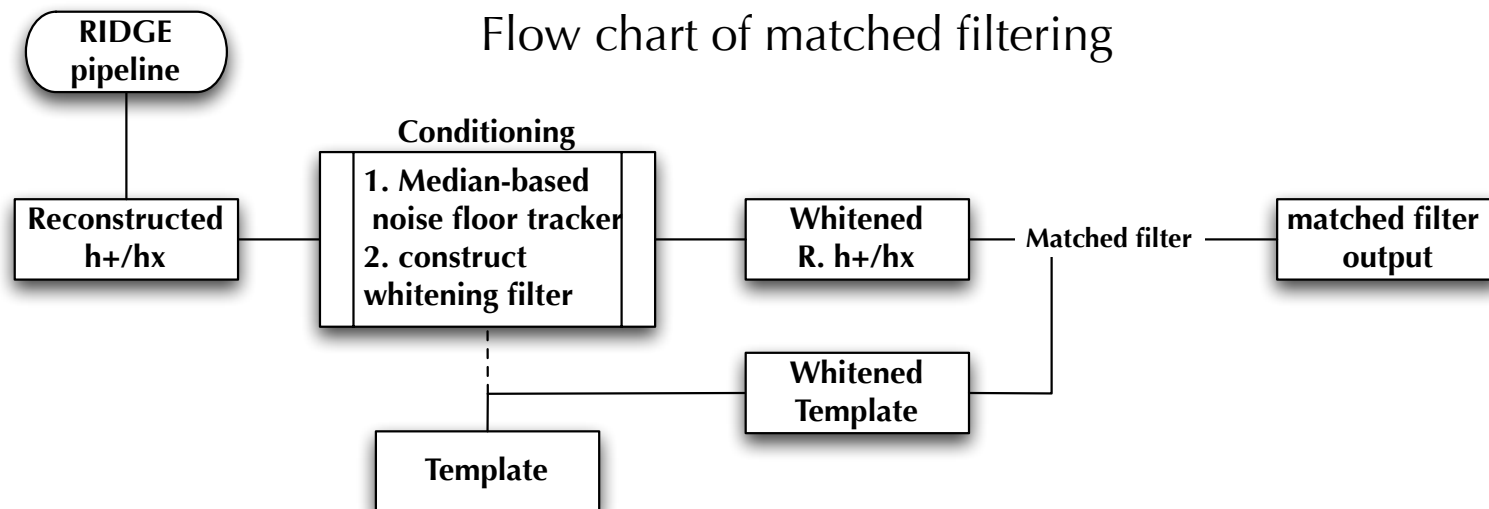 Flow chart of matched filtering
RIDGE
pipeline
Conditioning
1. Median-based
noise floor tracker
2. construct
whitening filter
Reconstructed
h+/hx
Whitened
R. h+/hx
Matched filter
matched filter
output
Whitened
Template
Template